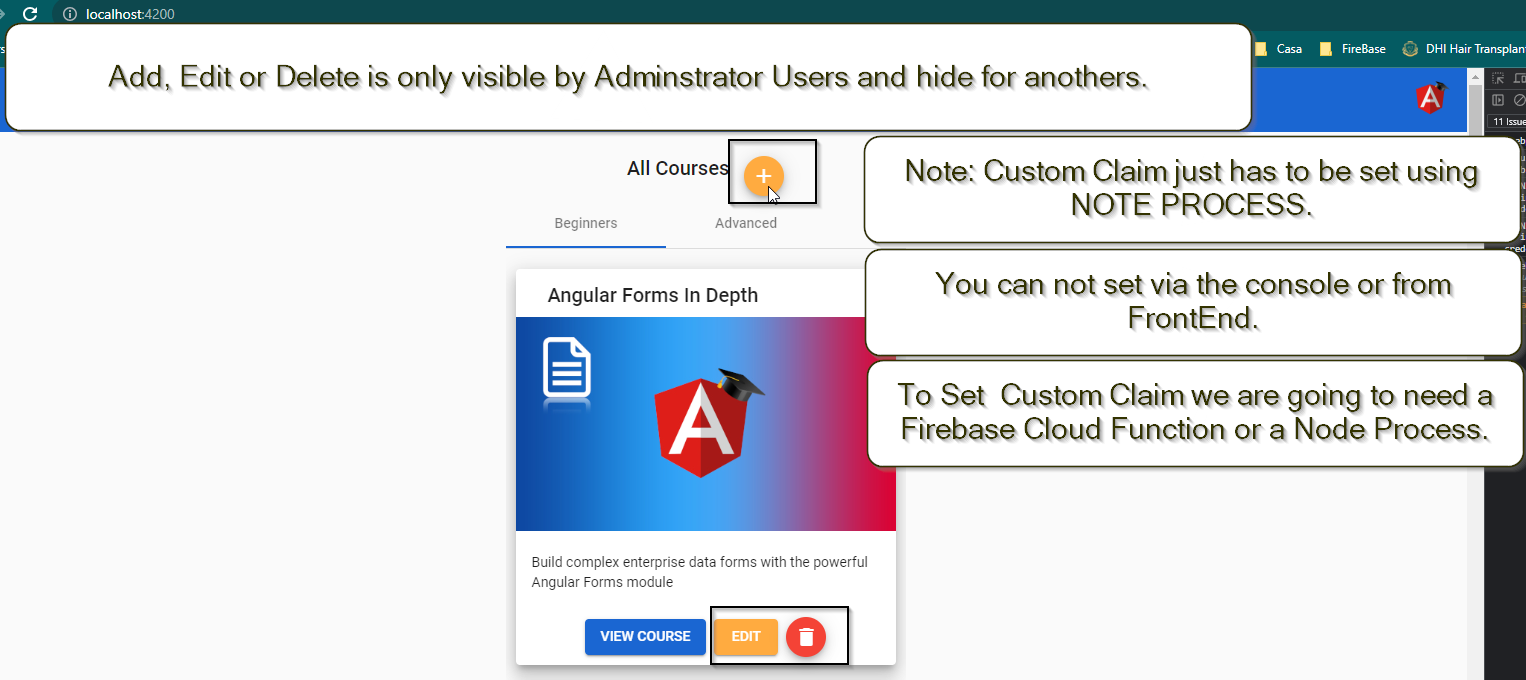 localhost:4200
Casa
FireBase
DHI Hair Transplant
Add, Edit or Delete is only visible by Adminstrator Users and hide for anothers.
11 Issue
All Courses
+
Note: Custom Claim just has to be set using
NOTE PROCESS.
Beginners
Advanced
You can not set via the console or from
FrontEnd.
Angular Forms In Depth
A
To Set Custom Claim we are going to need a
Firebase Cloud Function or a Node Process.
Build complex enterprise data forms with the powerful
Angular Forms module
VIEW COURSE
EDIT